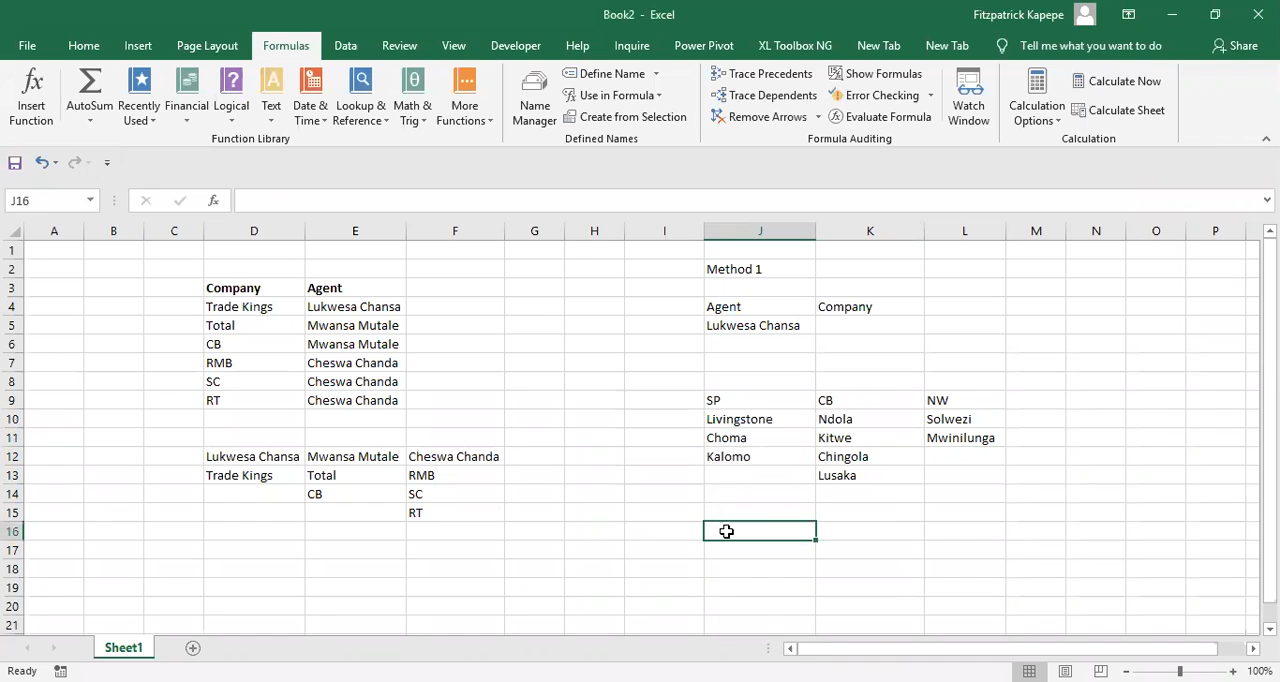 Book2 - Excel
Fitzpatrick Kapepe
File Home Insert Page Layout Formulas Data Review View Developer Help Inquire Power Pivot XL Toolbox NG New Tab New Tab Tell me what you want to do Share
Insert Function
AutoSum
Recently Used
Financial
Logical
Text
Date & Time
Lookup & Reference
Math & Trig
More Functions
Function Library
Name Manager
Define Name
Use in Formula
Create from Selection
Defined Names
Trace Precedents
Trace Dependents
Remove Arrows
Show Formulas
Error Checking
Evaluate Formula
Formula Auditing
Watch Window
Calculation Options
Calculate Now
Calculate Sheet
Calculation
J16 fx
A B C D E F G H I J K L M N O P
1
2 Method 1
3 Company Agent
4 Trade Kings Lukwesa Chansa Agent Company
5 Total Mwansa Mutale Lukwesa Chansa
6 CB Mwansa Mutale
7 RMB Cheswa Chanda
8 SC Cheswa Chanda
9 RT Cheswa Chanda SP CB NW
10 Livingstone Ndola Solwezi
11 Choma Kitwe Mwinilunga
12 Lukwesa Chansa Mwansa Mutale Cheswa Chanda Kalomo Chingola
13 Trade Kings Total RMB Lusaka
14 CB SC
15 RT
16
17
18
19
20
21
Sheet1
Ready 100%